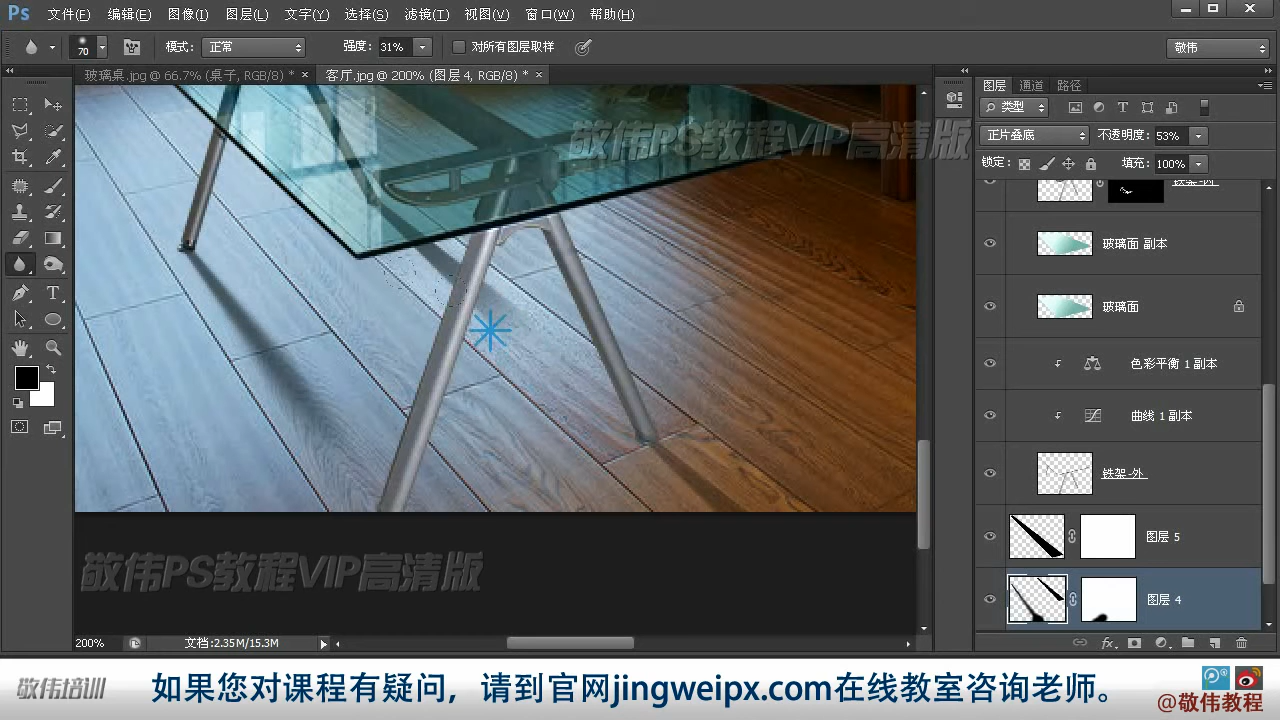 Ps 文件(F) 编辑(E) 图像(I) 图层(L) 文字(Y) 选择(S) 滤镜(T) 视图(V) 窗口(W) 帮助(H)
70 模式: 正常 强度: 31% 对所有图层取样 敬伟
玻璃桌.jpg @ 66.7% (桌子, RGB/8) * × 客厅.jpg @ 200% (图层 4, RGB/8) * ×
图层 通道 路径
类型
正片叠底 不透明度: 53%
锁定: 填充: 100%
敬伟PS教程VIP高清版
玻璃面 副本
玻璃面
色彩平衡 1 副本
曲线 1 副本
铁架-外
图层 5
图层 4
敬伟PS教程VIP高清版
200% 文档:2.35M/15.3M
敬伟培训
如果您对课程有疑问，请到官网jingweipx.com在线教室咨询老师。
@敬伟教程